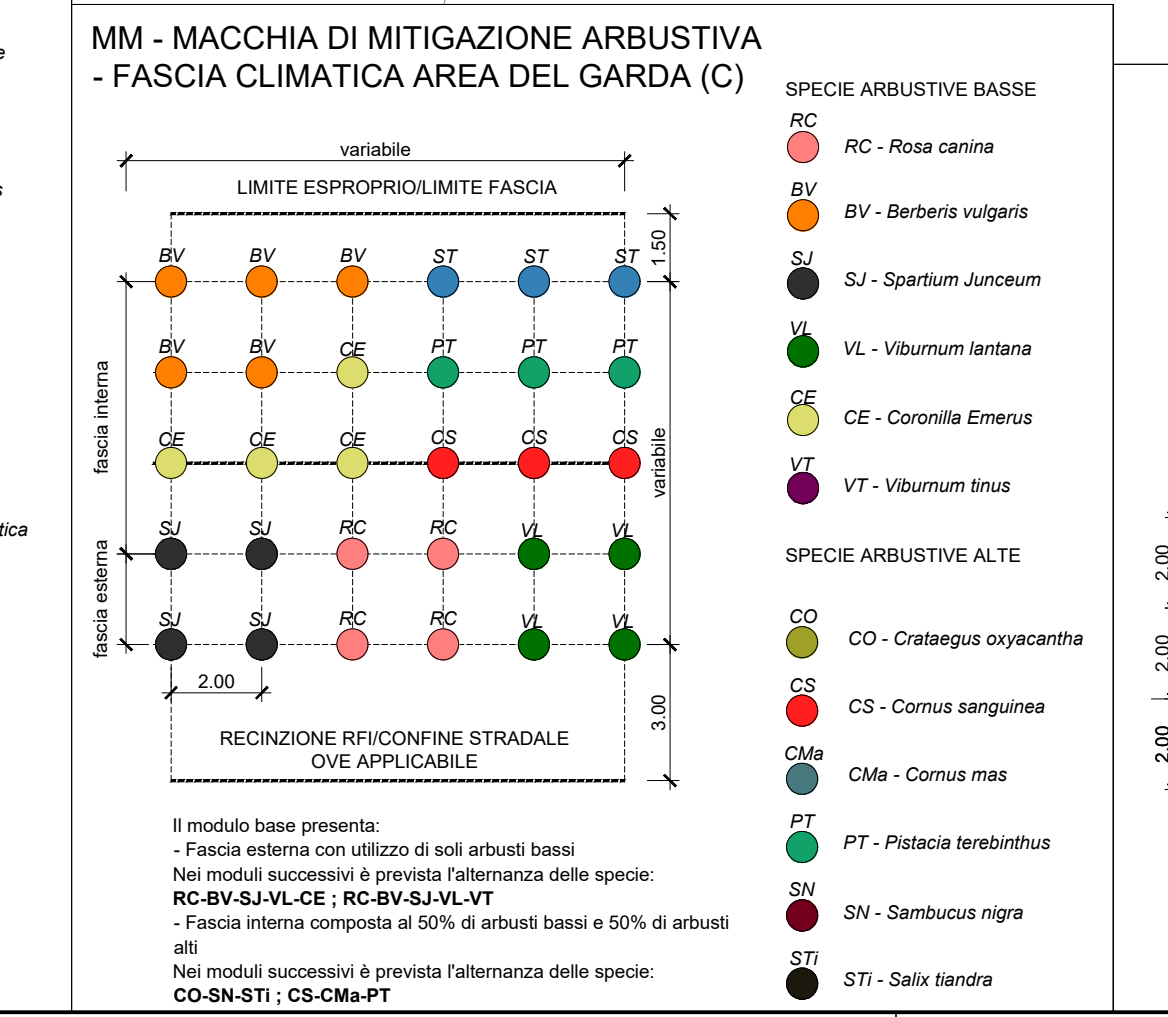 MM - MACCHIA DI MITIGAZIONE ARBUSTIVA
- FASCIA CLIMATICA AREA DEL GARDA (C)
variabile
LIMITE ESPROPRIO/LIMITE FASCIA
1.50
BV BV BV ST ST ST
BV BV CE PT PT PT
fascia interna
CE CE CE CS CS CS
variabile
SJ SJ RC RC VL VL
fascia esterna
SJ SJ RC RC VL VL
2.00
3.00
RECINZIONE RFI/CONFINE STRADALE
OVE APPLICABILE
Il modulo base presenta:
- Fascia esterna con utilizzo di soli arbusti bassi
Nei moduli successivi è prevista l'alternanza delle specie:
RC-BV-SJ-VL-CE ; RC-BV-SJ-VL-VT
- Fascia interna composta al 50% di arbusti bassi e 50% di arbusti
alti
Nei moduli successivi è prevista l'alternanza delle specie:
CO-SN-STi ; CS-CMa-PT
SPECIE ARBUSTIVE BASSE
RC
RC - Rosa canina
BV
BV - Berberis vulgaris
SJ
SJ - Spartium Junceum
VL
VL - Viburnum lantana
CE
CE - Coronilla Emerus
VT
VT - Viburnum tinus
SPECIE ARBUSTIVE ALTE
CO
CO - Crataegus oxyacantha
CS
CS - Cornus sanguinea
CMa
CMa - Cornus mas
PT
PT - Pistacia terebinthus
SN
SN - Sambucus nigra
STi
STi - Salix tiandra
tica
2.00
2.00
2.00